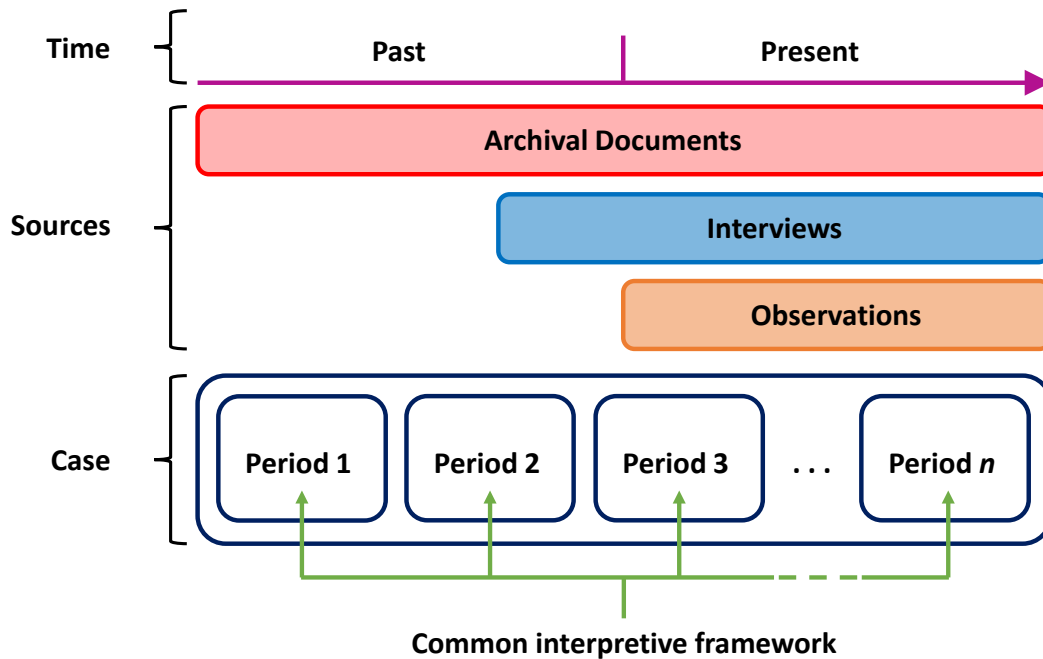 Time
Past
Present
Archival Documents
Sources
Interviews
Observations
Case
Period 1
Period 2
Period 3
. . .
Period n
Common interpretive framework